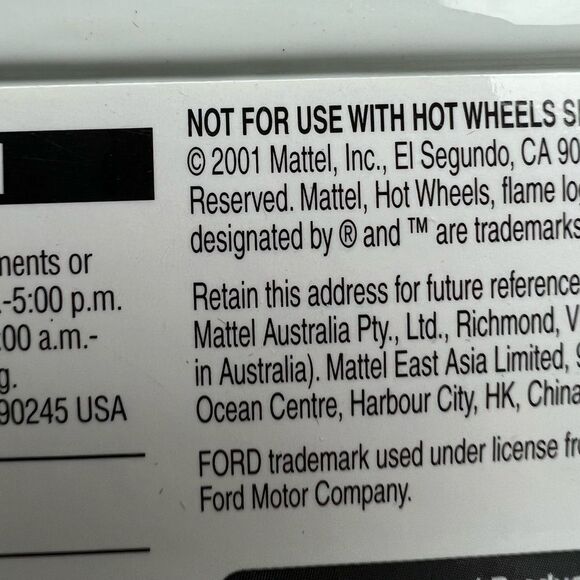 nents or
.-5:00 p.m.
:00 a.m.-
g.
90245 USA
NOT FOR USE WITH HOT WHEELS
© 2001 Mattel, Inc., El Segundo, CA 90
Reserved. Mattel, Hot Wheels, flame log
designated by ® and ™ are trademarks
Retain this address for future reference
Mattel Australia Pty., Ltd., Richmond, V
in Australia). Mattel East Asia Limited,
Ocean Centre, Harbour City, HK, China
FORD trademark used under license fro
Ford Motor Company.